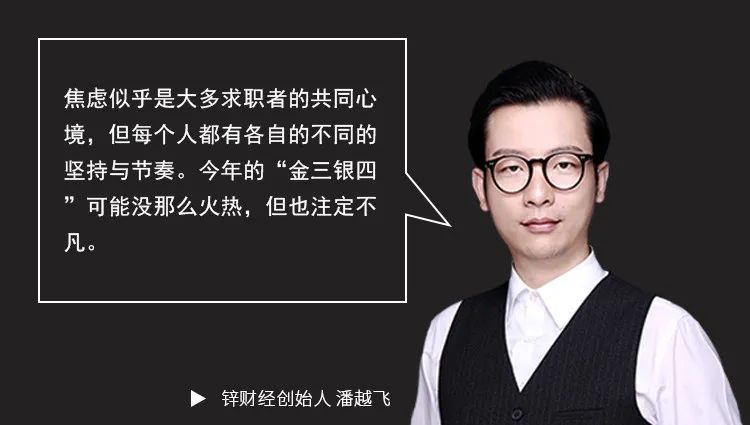 焦虑似乎是大多求职者的共同心
境，但每个人都有各自的不同的
坚持与节奏。今年的“金三银四
”可能没那么火热，但也注定不
凡。
锌财经创始人 潘越飞